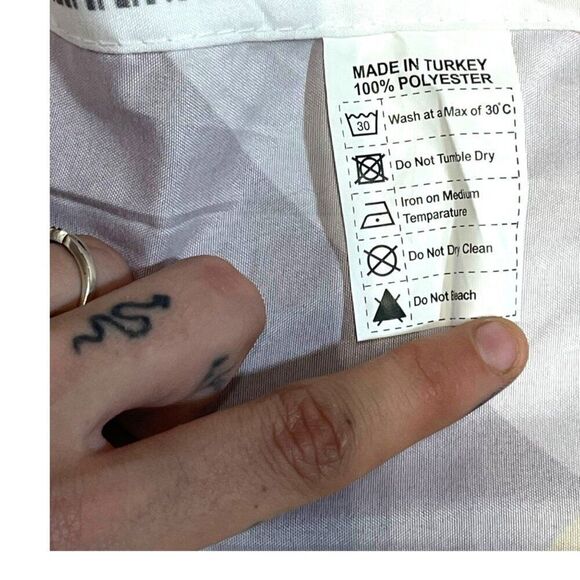 MADE IN TURKEY
100% POLYESTER
30
Wash at a Max of 30°C
Do Not Tumble Dry
Iron on Medium
Temparature
Do Not Dry Clean
Do Not Beach